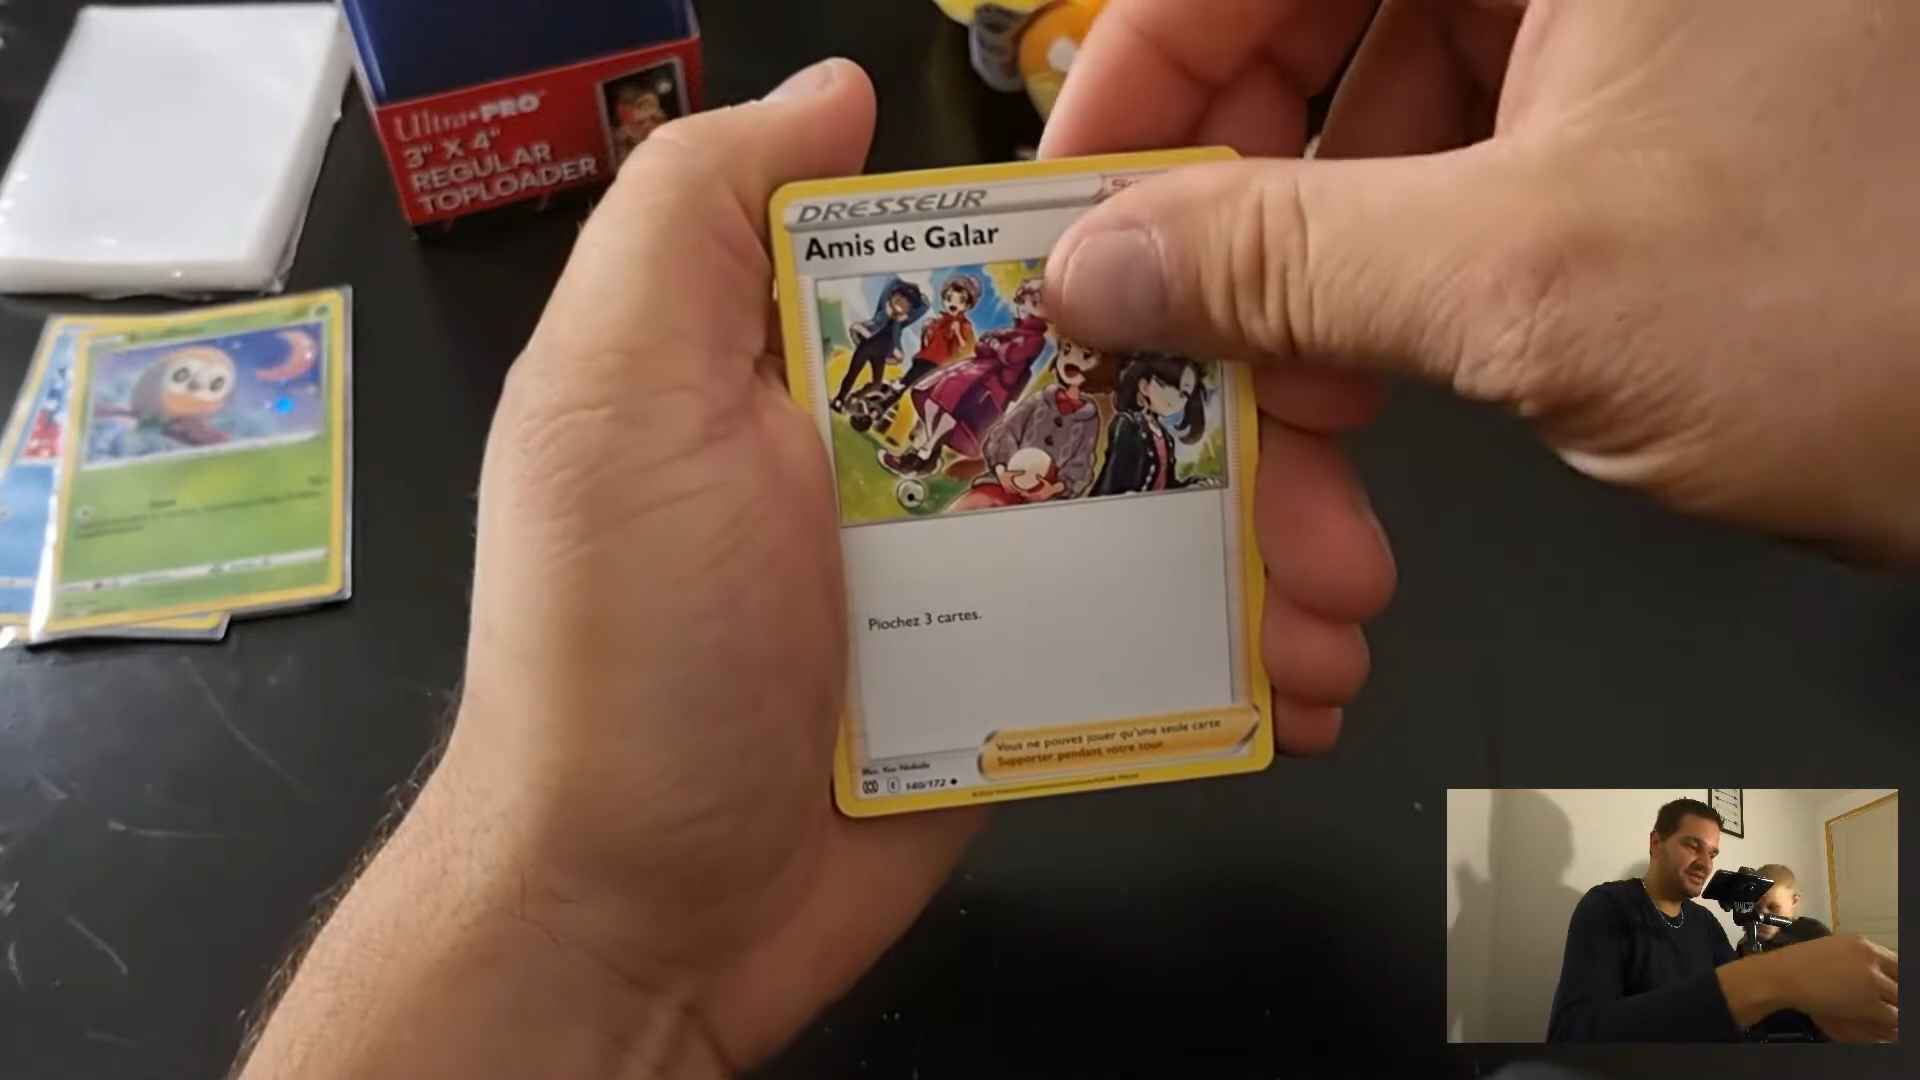 Ultra•PRO
3" X 4"
REGULAR
TOPLOADER
DRESSEUR
Amis de Galar
Piochez 3 cartes.
Vous ne pouvez jouer qu'une seule carte
Supporter pendant votre tour.
140/172